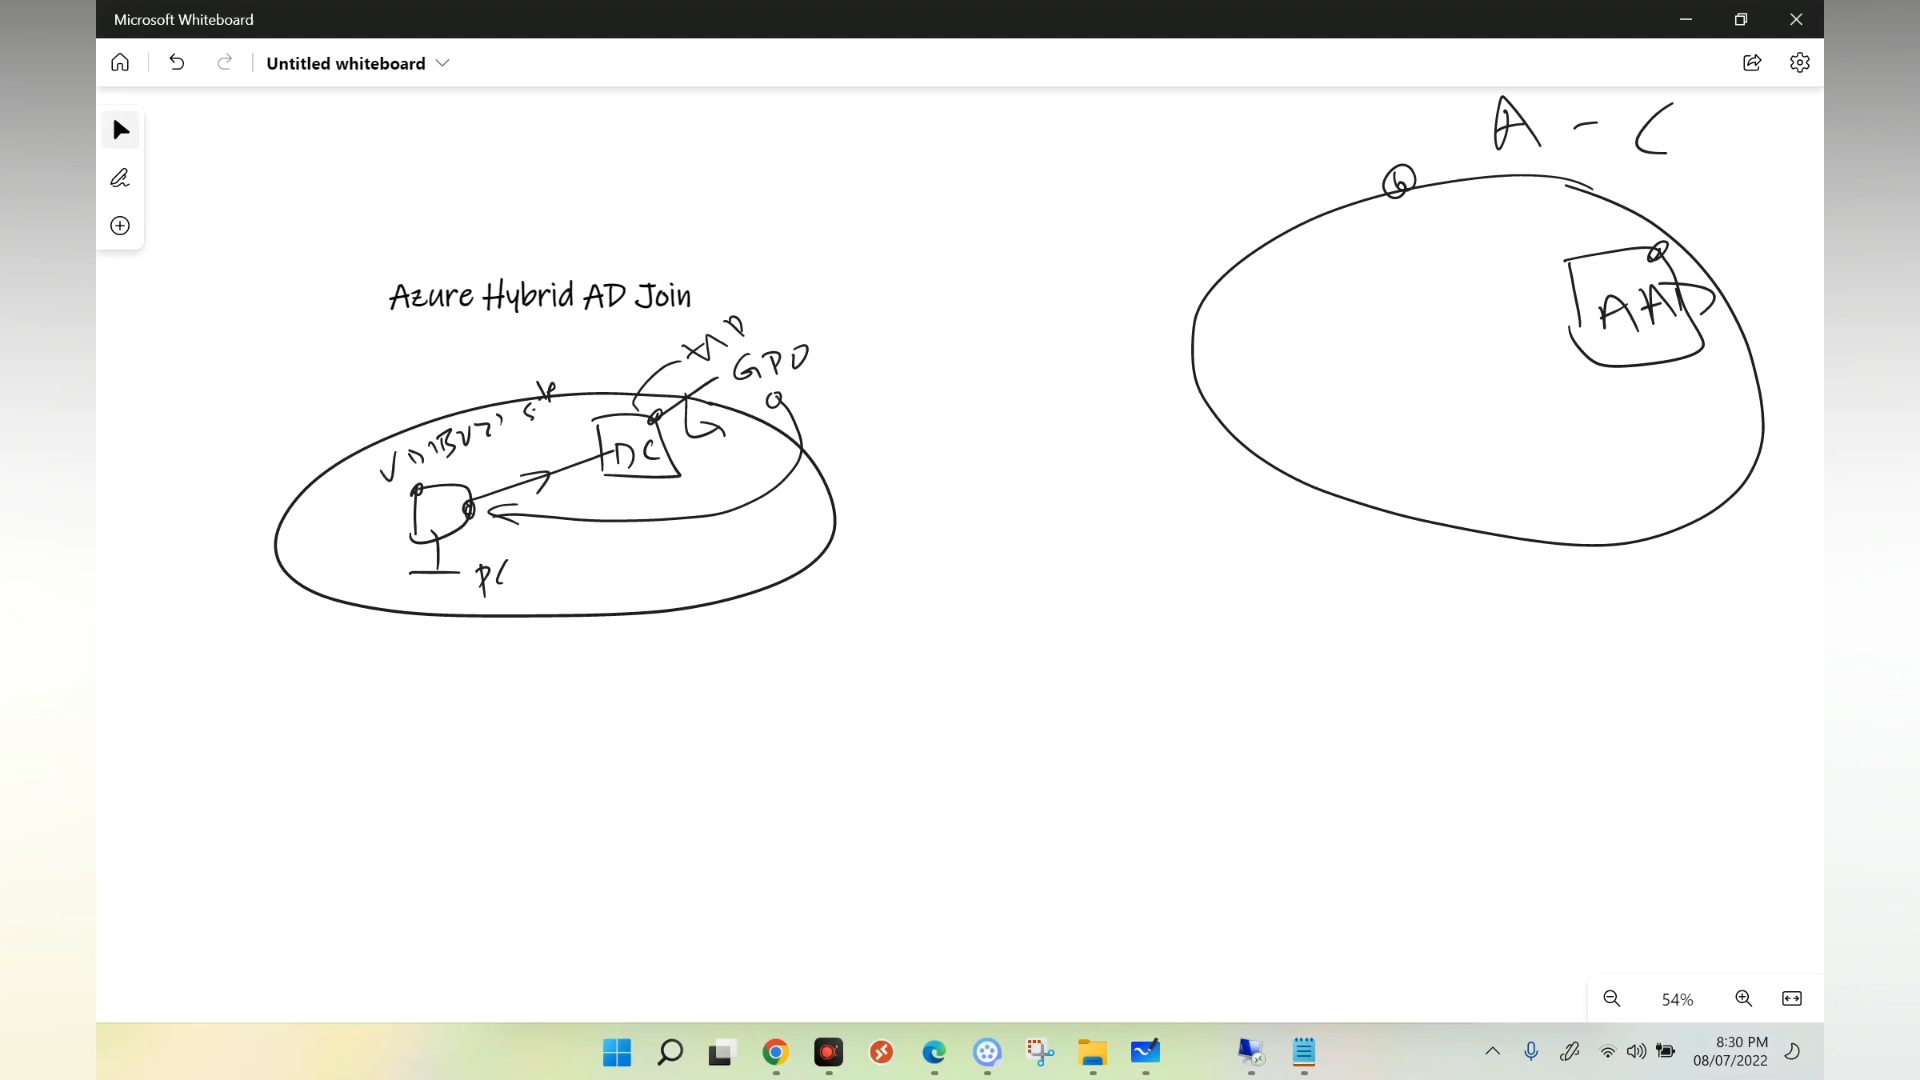 Microsoft Whiteboard
Untitled whiteboard
A - C
Azure Hybrid AD Join
AAD
GPO
DC
PC
54%
8:30 PM
08/07/2022